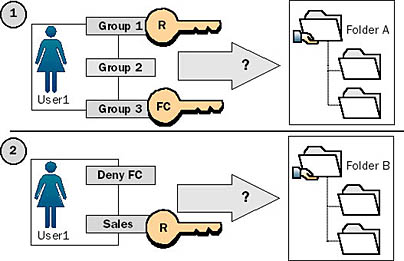 1
Group 1
R
Group 2
?
Folder A
Group 3
FC
User1
2
Deny FC
?
Folder B
Sales
R
User1